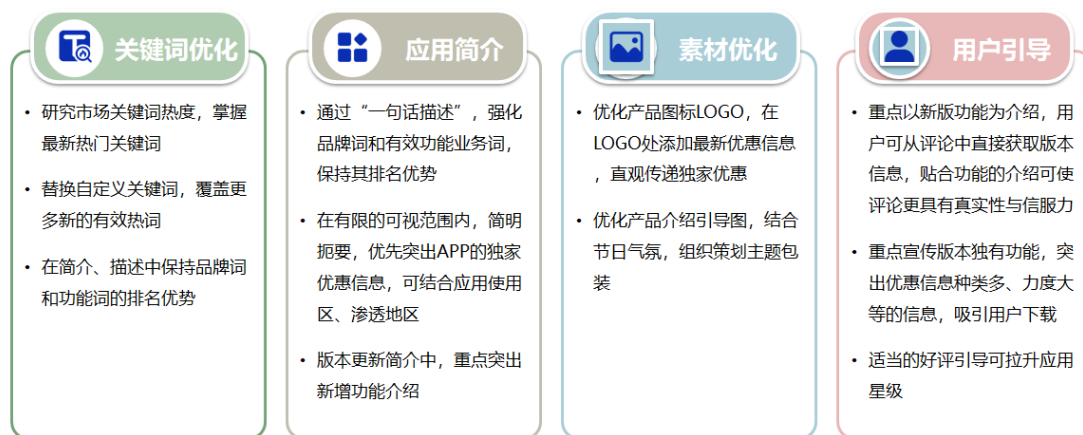 关键词优化
• 研究市场关键词热度，掌握
最新热门关键词
• 替换自定义关键词，覆盖更
多新的有效热词
• 在简介、描述中保持品牌词
和功能词的排名优势
应用简介
• 通过“一句话描述”，强化
品牌词和有效功能业务词，
保持其排名优势
• 在有限的可视范围内，简明
扼要，优先突出APP的独家
优惠信息，可结合应用使用
区、渗透地区
• 版本更新简介中，重点突出
新增功能介绍
素材优化
• 优化产品图标LOGO，在
LOGO处添加最新优惠信息
，直观传递独家优惠
• 优化产品介绍引导图，结合
节日气氛，组织策划主题包
装
用户引导
• 重点以新版功能为介绍，用
户可从评论中直接获取版本
信息，贴合功能的介绍可使
评论更具有真实性与信服力
• 重点宣传版本独有功能，突
出优惠信息种类多、力度大
等的信息，吸引用户下载
• 适当的好评引导可拉升应用
星级